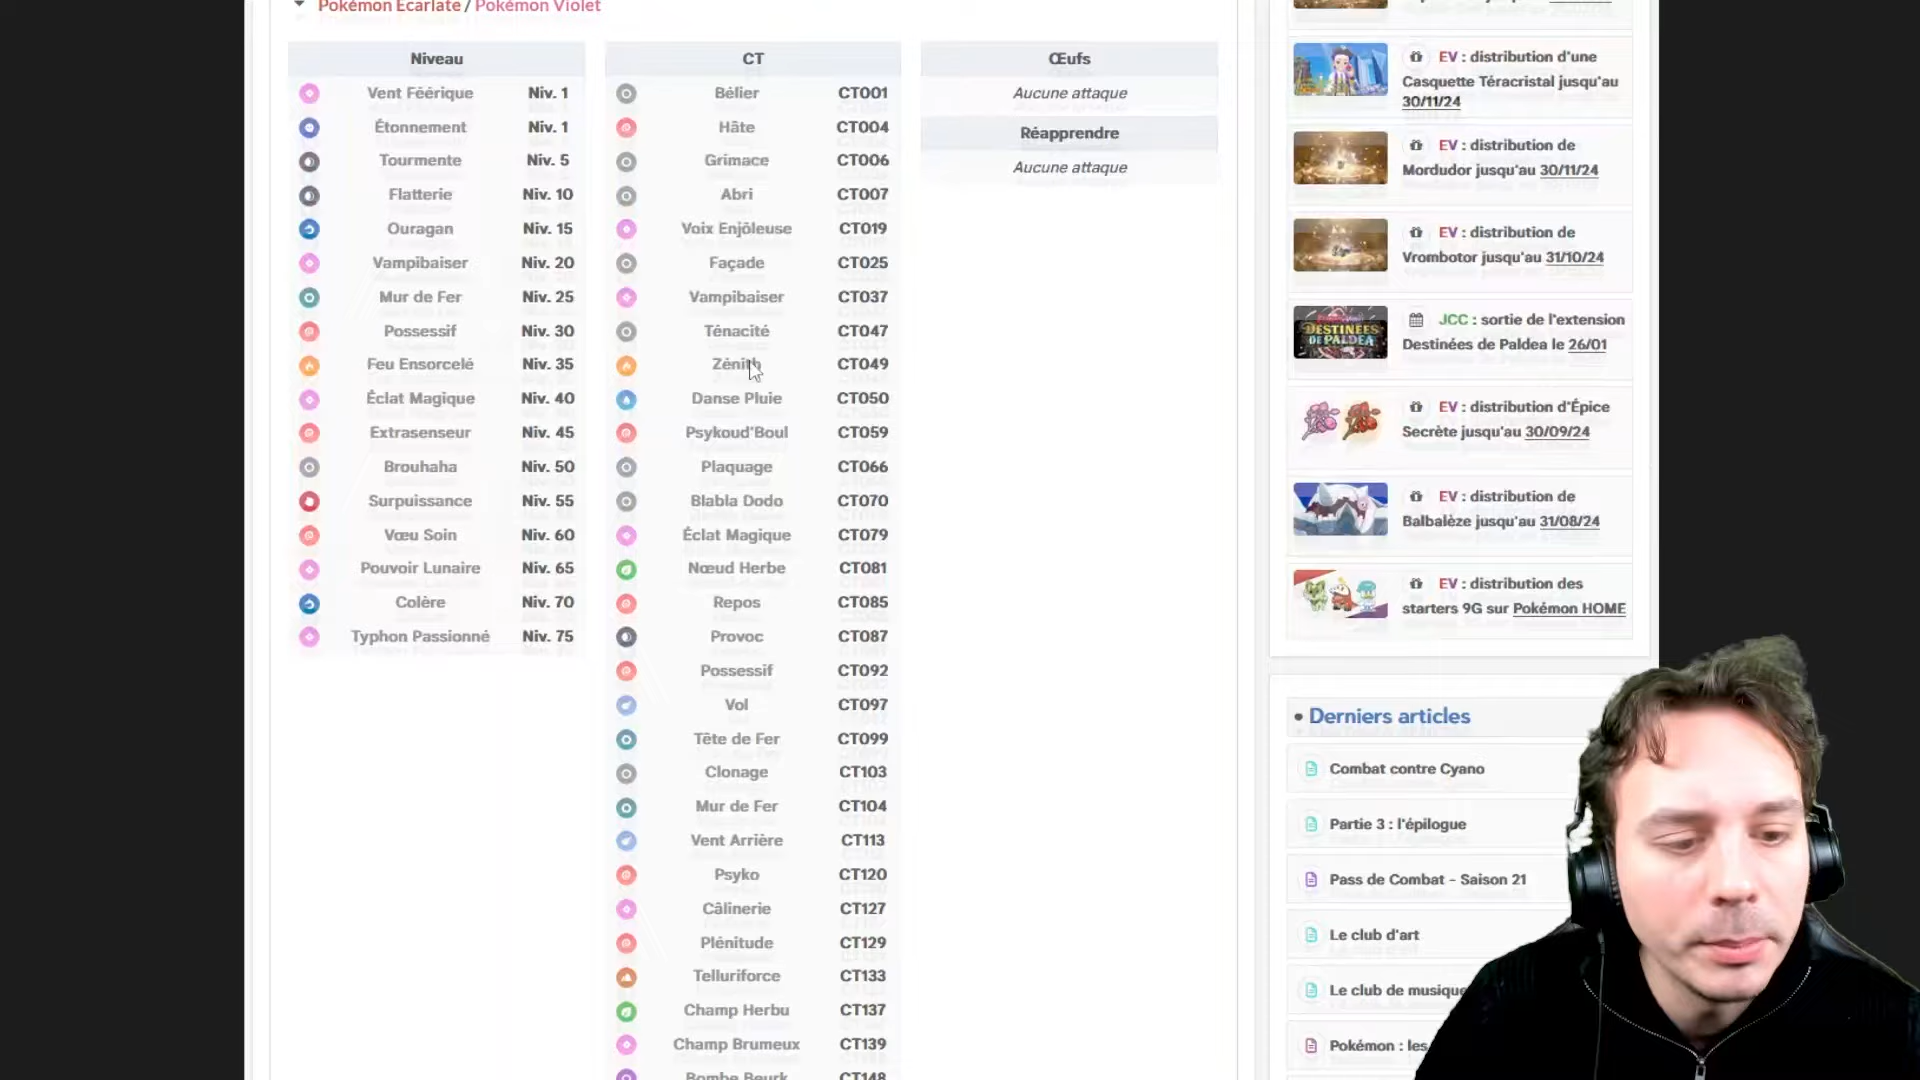 Pokémon Écarlate / Pokémon Violet
Niveau
Vent Féérique Niv. 1
Étonnement Niv. 1
Tourmente Niv. 5
Flatterie Niv. 10
Ouragan Niv. 15
Vampibaiser Niv. 20
Mur de Fer Niv. 25
Possessif Niv. 30
Feu Ensorcelé Niv. 35
Éclat Magique Niv. 40
Extrasenseur Niv. 45
Brouhaha Niv. 50
Surpuissance Niv. 55
Vœu Soin Niv. 60
Pouvoir Lunaire Niv. 65
Colère Niv. 70
Typhon Passionné Niv. 75
CT
Bélier CT001
Hâte CT004
Grimace CT006
Abri CT007
Voix Enjôleuse CT019
Façade CT025
Vampibaiser CT037
Ténacité CT047
Zénith CT049
Danse Pluie CT050
Psykoud'Boul CT059
Plaquage CT066
Blabla Dodo CT070
Éclat Magique CT079
Nœud Herbe CT081
Repos CT085
Provoc CT087
Possessif CT092
Vol CT097
Tête de Fer CT099
Clonage CT103
Mur de Fer CT104
Vent Arrière CT113
Psyko CT120
Câlinerie CT127
Plénitude CT129
Telluriforce CT133
Champ Herbu CT137
Champ Brumeux CT139
Bombe Beurk CT148
Œufs
Aucune attaque
Réapprendre
Aucune attaque
EV : distribution d'une
Casquette Téracristal jusqu'au
30/11/24
EV : distribution de
Mordudor jusqu'au 30/11/24
EV : distribution de
Vrombotor jusqu'au 31/10/24
DESTINÉES
DE PALDEA
JCC : sortie de l'extension
Destinées de Paldea le 26/01
EV : distribution d'Épice
Secrète jusqu'au 30/09/24
EV : distribution de
Balbalèze jusqu'au 31/08/24
EV : distribution des
starters 9G sur Pokémon HOME
• Derniers articles
Combat contre Cyano
Partie 3 : l'épilogue
Pass de Combat - Saison 21
Le club d'art
Le club de musique
Pokémon : les